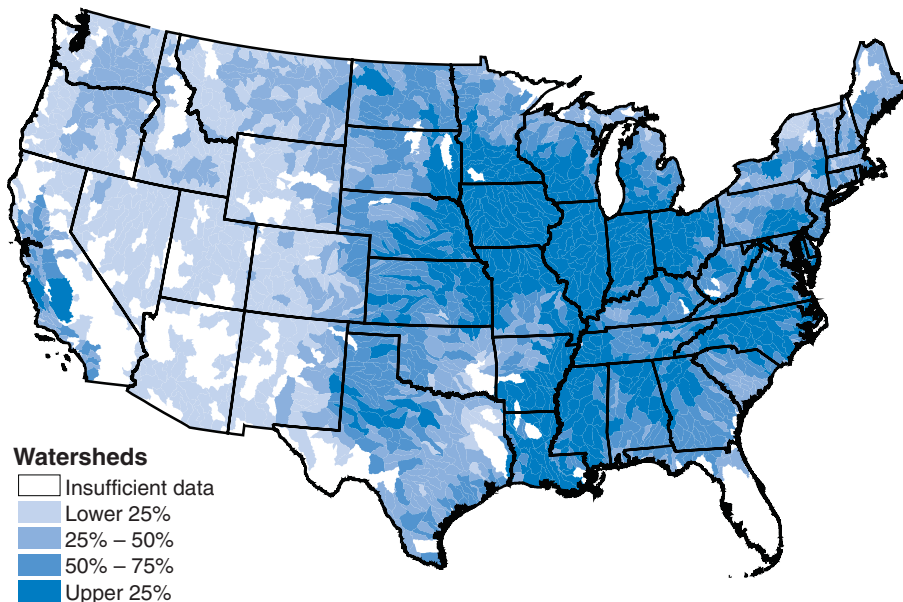 Watersheds
Insufficient data
Lower 25%
25% – 50%
50% – 75%
Upper 25%